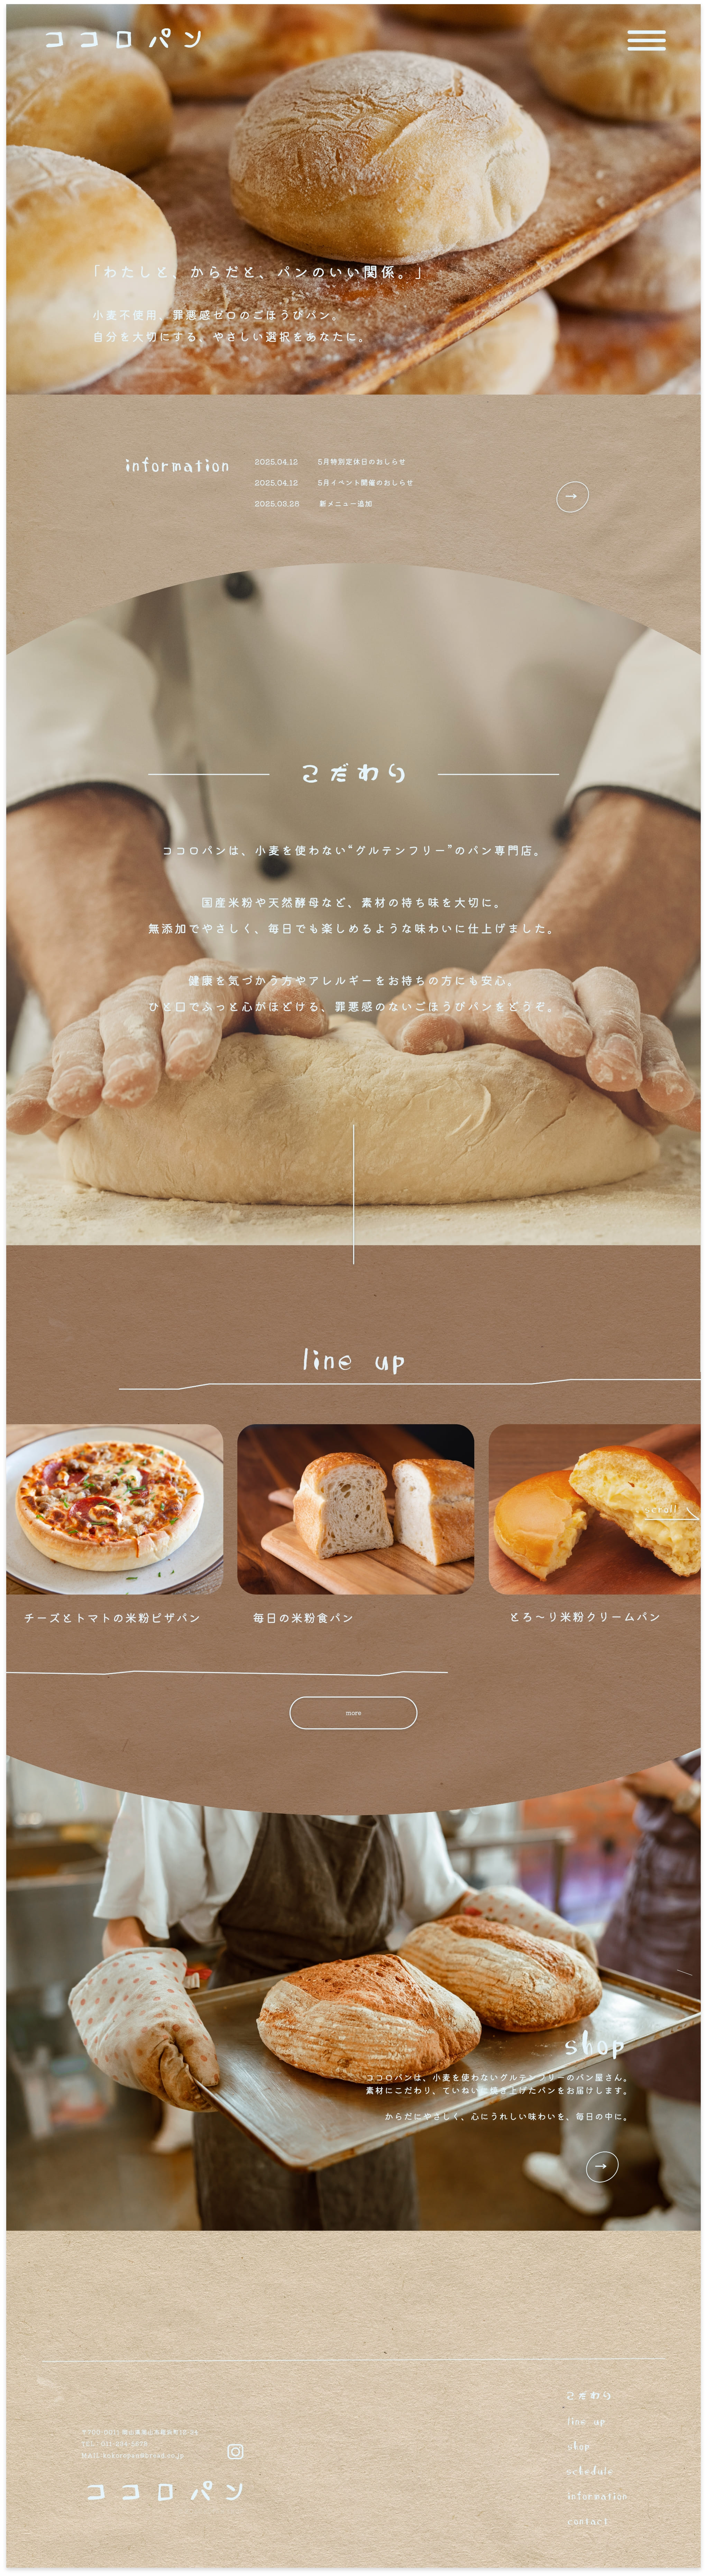 ココロパン
「わたしと、からだと、パンのいい関係。」
小麦不使用、罪悪感ゼロのごほうびパン。
自分を大切にする、やさしい選択をあなたに。
information
2025.04.12 5月特別定休日のおしらせ
2025.04.12 5月イベント開催のおしらせ
2025.03.28 新メニュー追加
→
こだわり
ココロパンは、小麦を使わない“グルテンフリー”のパン専門店。
国産米粉や天然酵母など、素材の持ち味を大切に。
無添加でやさしく、毎日でも楽しめるような味わいに仕上げました。
健康を気づかう方やアレルギーをお持ちの方にも安心。
ひと口でふっと心がほどける、罪悪感のないごほうびパンをどうぞ。
line up
scroll
チーズとトマトの米粉ピザパン
毎日の米粉食パン
とろ～り米粉クリームパン
more
shop
ココロパンは、小麦を使わないグルテンフリーのパン屋さん。
素材にこだわり、ていねいに焼き上げたパンをお届けします。
からだにやさしく、心にうれしい味わいを、毎日の中に。
→
こだわり
line up
shop
schedule
information
contact
TEL.
MAIL
ココロパン